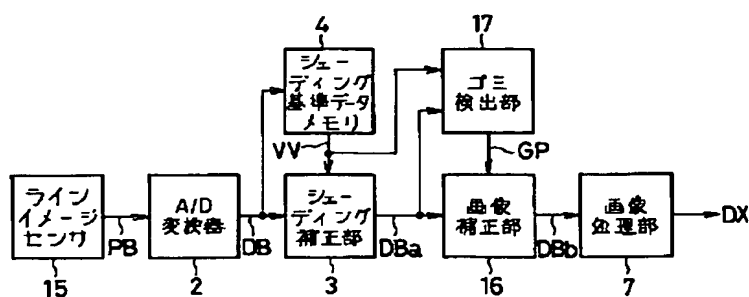 4
シェー
ディング
基準データ
メモリ
17
ゴミ
検出部
VV
GP
ライン
イメージ
センサ
15
PB
A/D
変換器
2
DB
シェー
ディング
補正部
3
DBa
画像
補正部
16
DBb
画像
処理部
7
DX